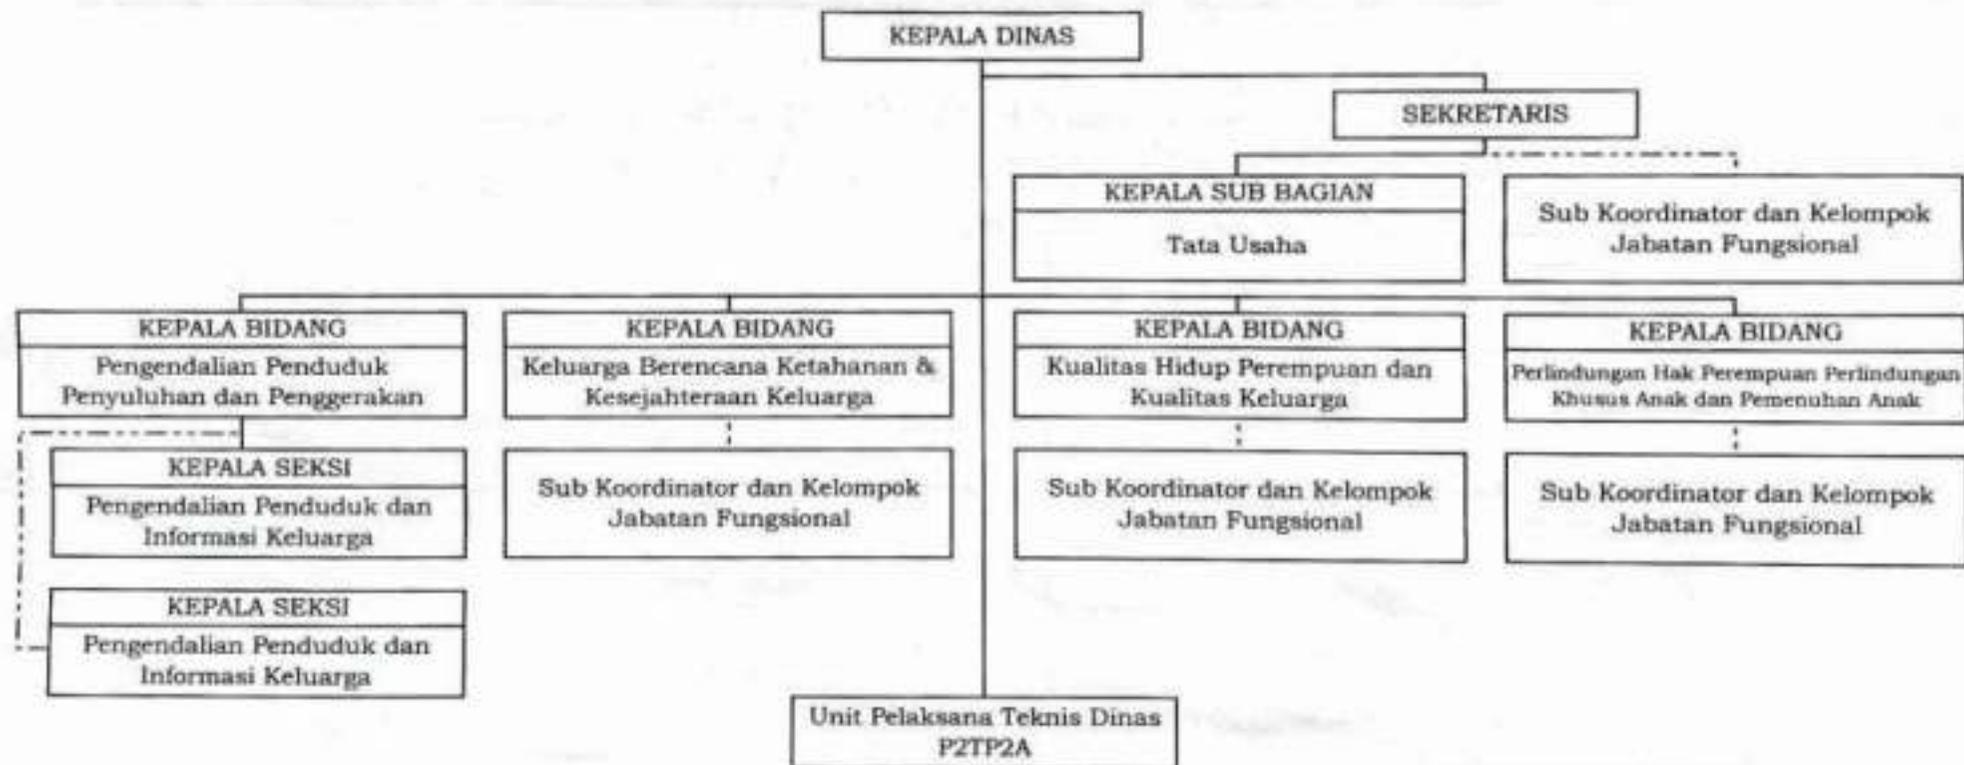 KEPALA DINAS
SEKRETARIS
KEPALA SUB BAGIAN
Tata Usaha
Sub Koordinator dan Kelompok
Jabatan Fungsional
KEPALA BIDANG
Pengendalian Penduduk
Penyuluhan dan Penggerakan
KEPALA BIDANG
Keluarga Berencana Ketahanan &
Kesejahteraan Keluarga
KEPALA BIDANG
Kualitas Hidup Perempuan dan
Kualitas Keluarga
KEPALA BIDANG
Perlindungan Hak Perempuan Perlindungan
Khusus Anak dan Pemenuhan Anak
KEPALA SEKSI
Pengendalian Penduduk dan
Informasi Keluarga
Sub Koordinator dan Kelompok
Jabatan Fungsional
Sub Koordinator dan Kelompok
Jabatan Fungsional
Sub Koordinator dan Kelompok
Jabatan Fungsional
KEPALA SEKSI
Pengendalian Penduduk dan
Informasi Keluarga
Unit Pelaksana Teknis Dinas
P2TP2A